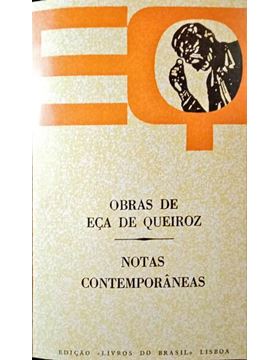 EQ
OBRAS DE
EÇA DE QUEIROZ
NOTAS
CONTEMPORÂNEAS
EDIÇÃO «LIVROS DO BRASIL» LISBOA